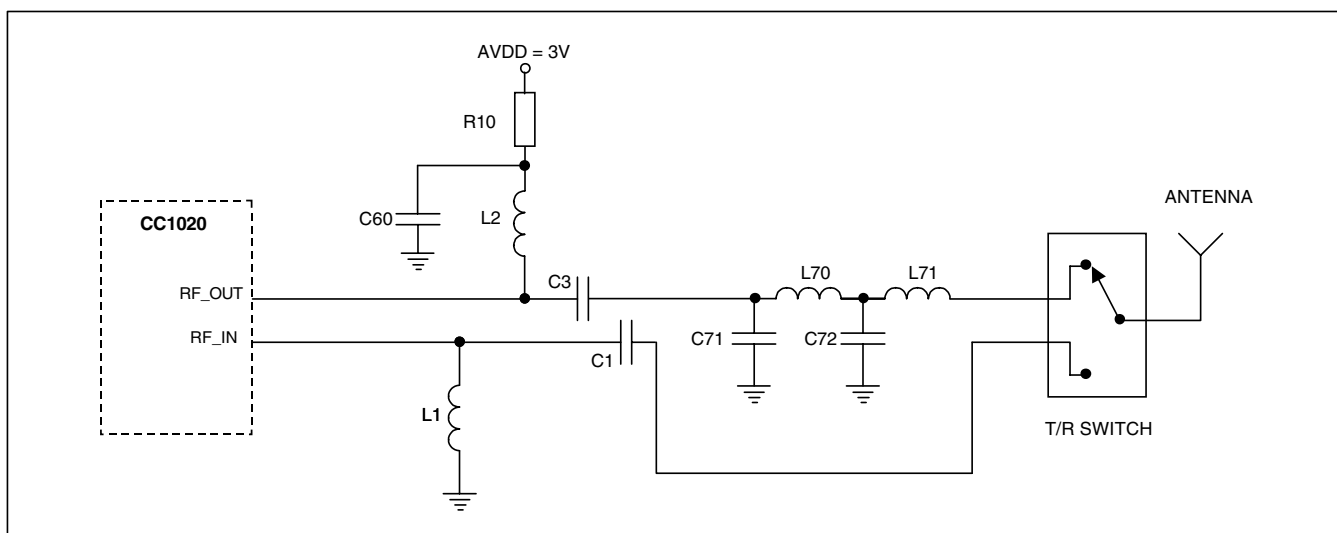 AVDD = 3V
R10
C60
L2
ANTENNA
CC1020
C3
L70
L71
RF_OUT
RF_IN
C1
C71
C72
L1
T/R SWITCH